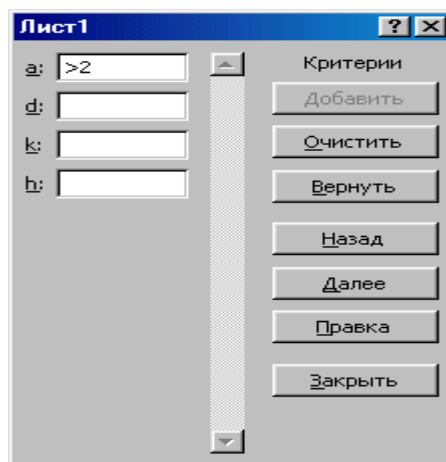 Лист1
a: >2
d:
k:
h:
Критерии
Добавить
Очистить
Вернуть
Назад
Далее
Правка
Закрыть